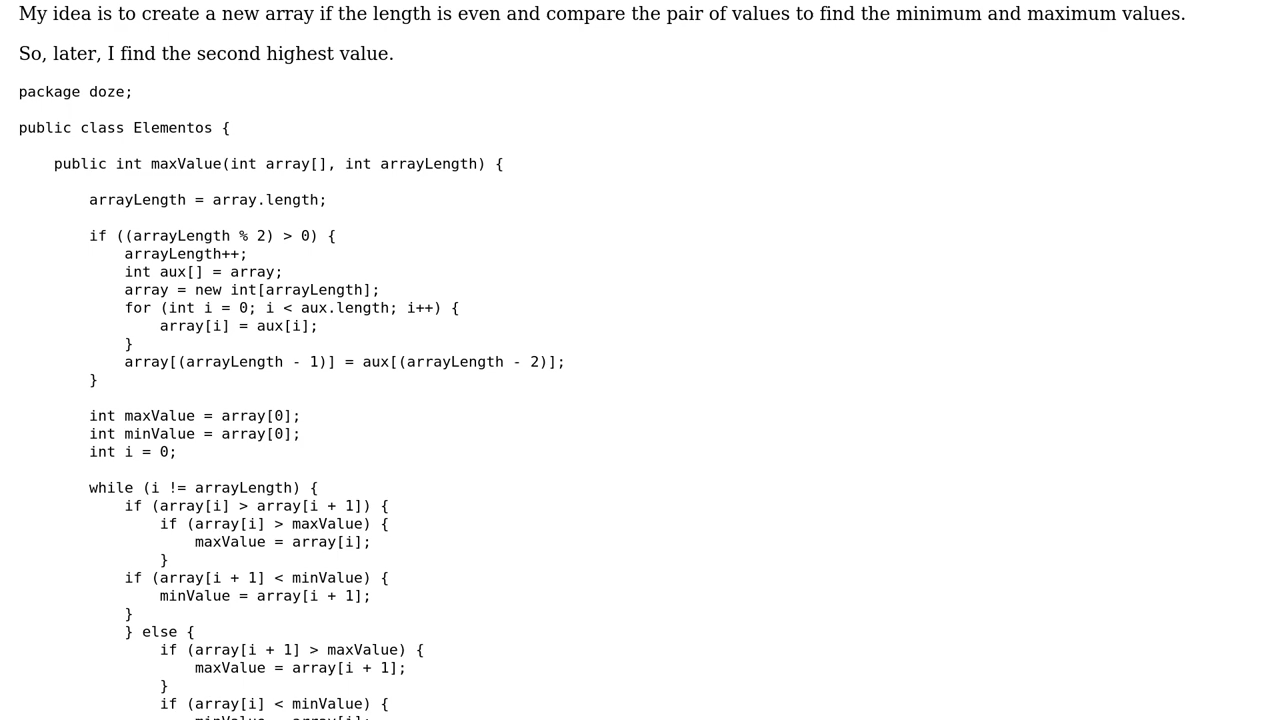 My idea is to create a new array if the length is even and compare the pair of values to find the minimum and maximum values.
So, later, I find the second highest value.
package doze;
public class Elementos {
    public int maxValue(int array[], int arrayLength) {
        arrayLength = array.length;
        if ((arrayLength % 2) > 0) {
            arrayLength++;
            int aux[] = array;
            array = new int[arrayLength];
            for (int i = 0; i < aux.length; i++) {
                array[i] = aux[i];
            }
            array[(arrayLength - 1)] = aux[(arrayLength - 2)];
        }
        int maxValue = array[0];
        int minValue = array[0];
        int i = 0;
        while (i != arrayLength) {
            if (array[i] > array[i + 1]) {
                if (array[i] > maxValue) {
                    maxValue = array[i];
                }
            if (array[i + 1] < minValue) {
                minValue = array[i + 1];
            }
            } else {
                if (array[i + 1] > maxValue) {
                    maxValue = array[i + 1];
                }
                if (array[i] < minValue) {